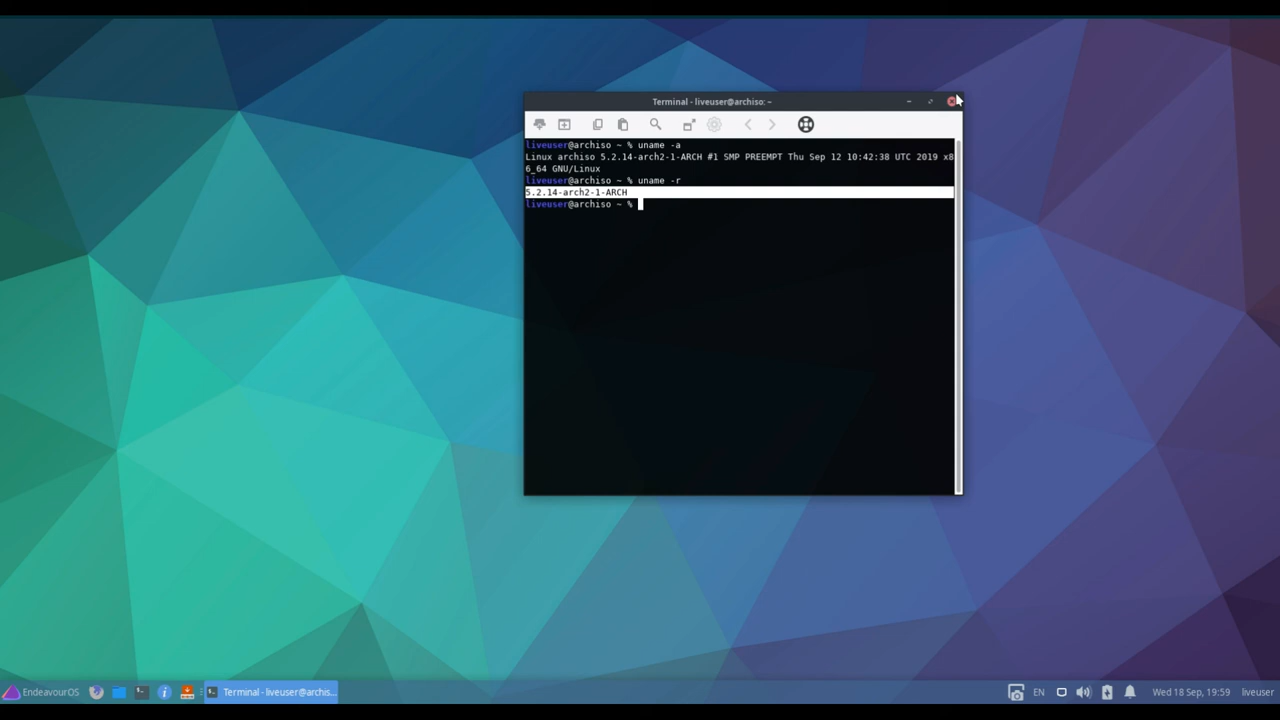 Terminal - liveuser@archiso: ~
liveuser@archiso ~ % uname -a
Linux archiso 5.2.14-arch2-1-ARCH #1 SMP PREEMPT Thu Sep 12 10:42:38 UTC 2019 x8
6_64 GNU/Linux
liveuser@archiso ~ % uname -r
5.2.14-arch2-1-ARCH
liveuser@archiso ~ %
EndeavourOS
Terminal - liveuser@archis...
EN
Wed 18 Sep, 19:59
liveuser